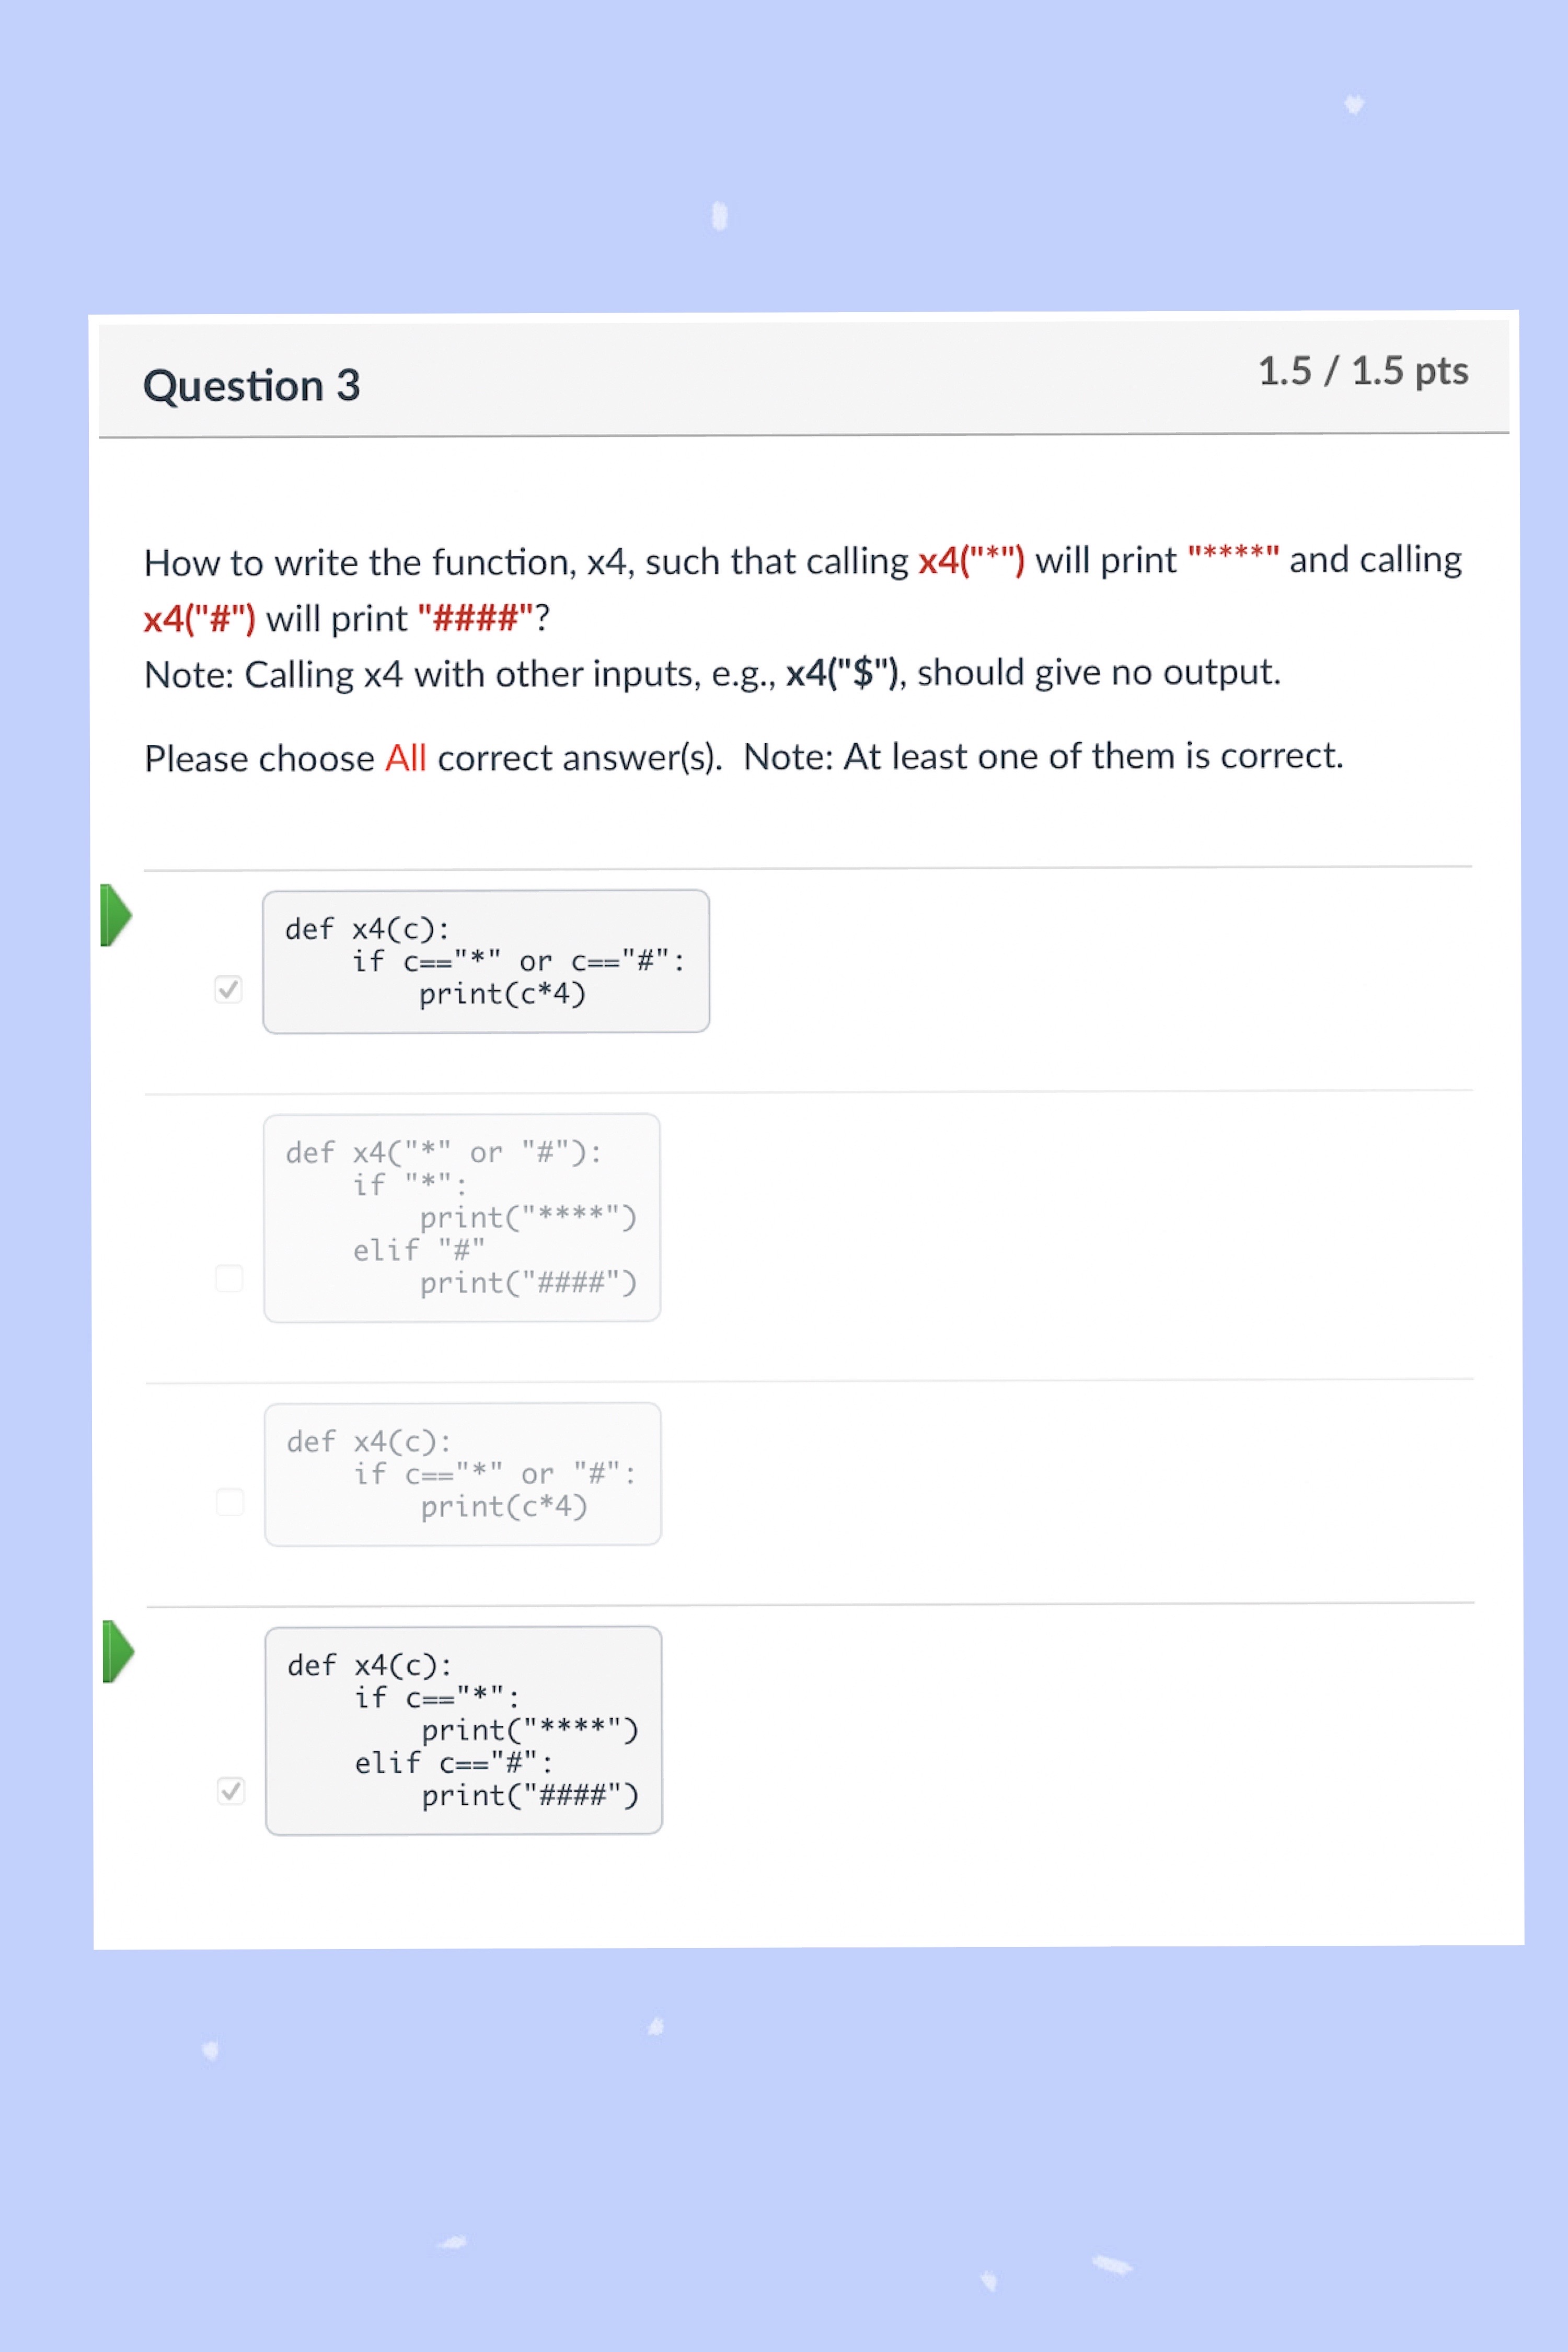 Question 3
1.5 / 1.5 pts
How to write the function, x4, such that calling x4("*") will print "****" and calling
x4("#") will print "####"?
Note: Calling x4 with other inputs, e.g., x4("$"), should give no output.
Please choose All correct answer(s).  Note: At least one of them is correct.
def x4(c):
    if c=="*" or c=="#":
        print(c*4)
def x4("*" or "#"):
    if "*":
        print("****")
    elif "#"
        print("####")
def x4(c):
    if c=="*" or "#":
        print(c*4)
def x4(c):
    if c=="*":
        print("****")
    elif c=="#":
        print("####")